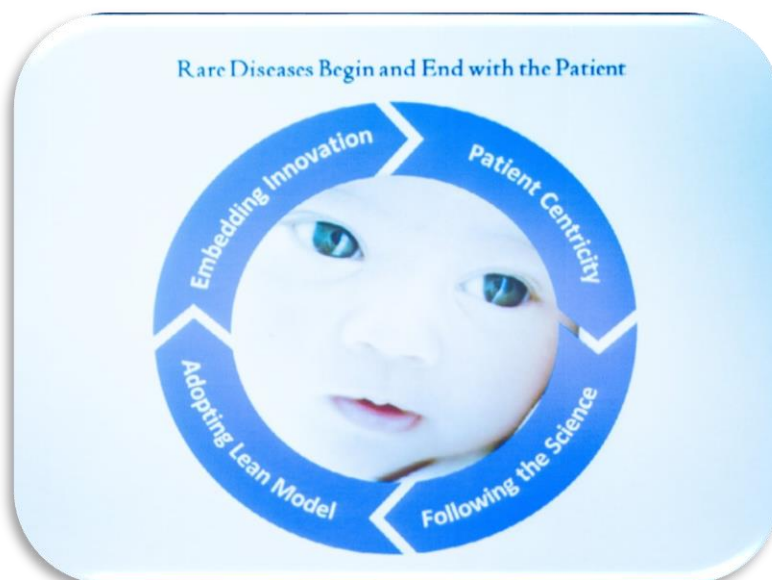 Rare Diseases Begin and End with the Patient
Embedding Innovation
Patient Centricity
Adopting Lean Model
Following the Science